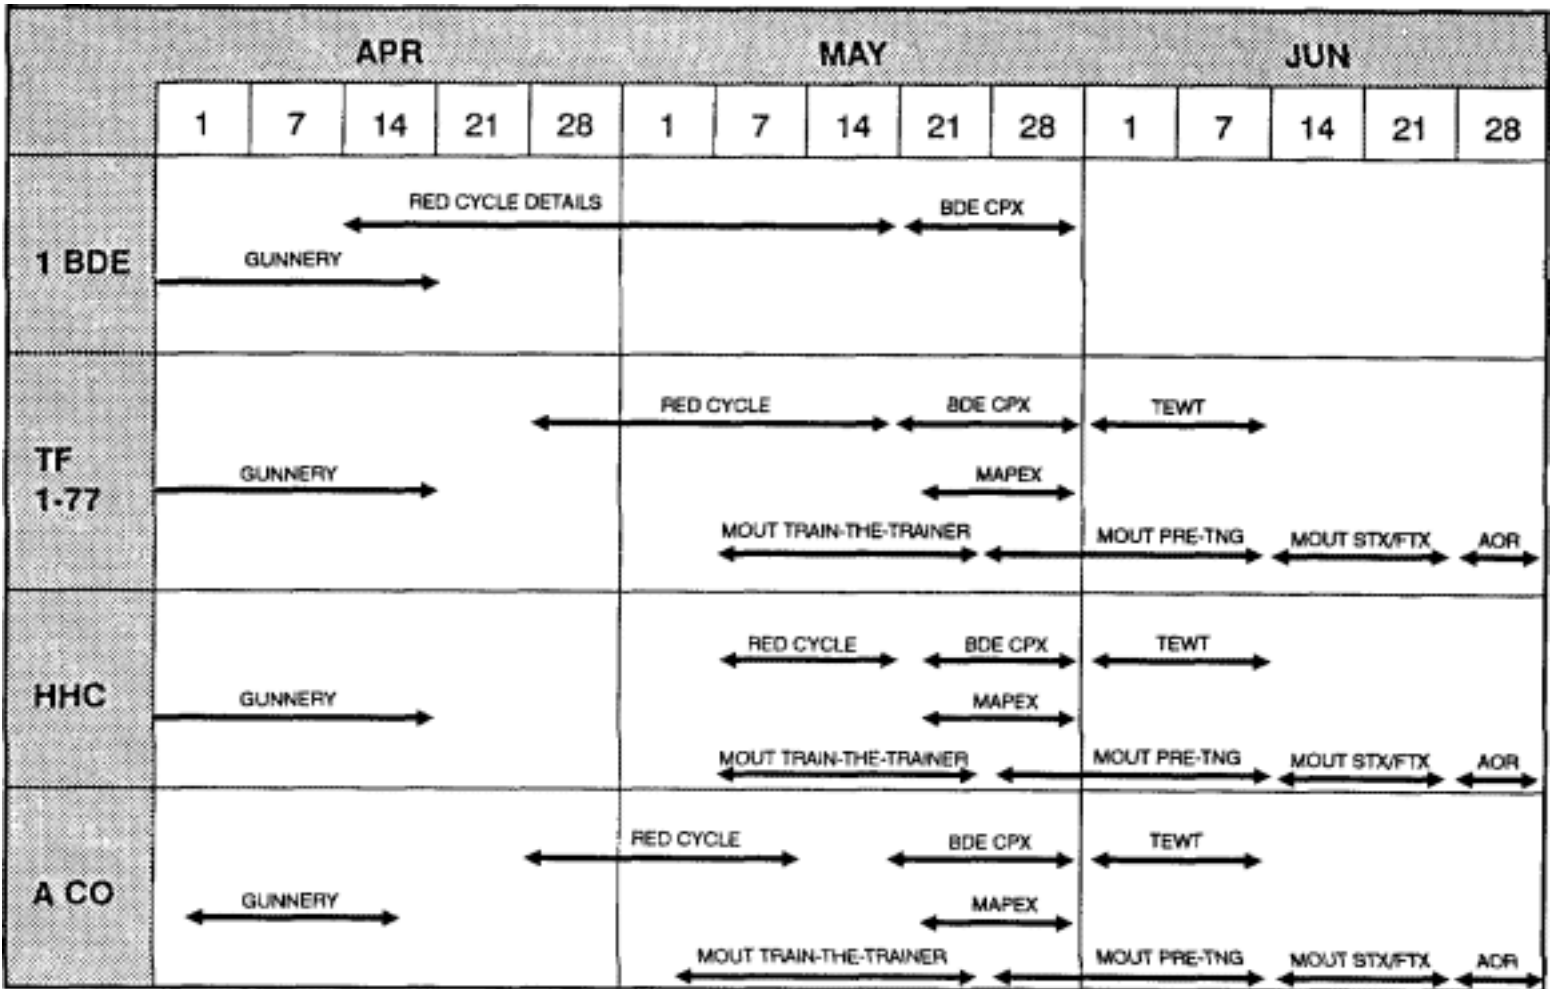 APR MAY JUN
1 7 14 21 28 1 7 14 21 28 1 7 14 21 28
RED CYCLE DETAILS BDE CPX
1 BDE
GUNNERY
RED CYCLE BDE CPX TEWT
TF
1-77
GUNNERY MAPEX
MOUT TRAIN-THE-TRAINER MOUT PRE-TNG MOUT STX/FTX AOR
RED CYCLE BDE CPX TEWT
HHC
GUNNERY MAPEX
MOUT TRAIN-THE-TRAINER MOUT PRE-TNG MOUT STX/FTX AOR
RED CYCLE BDE CPX TEWT
A CO
GUNNERY MAPEX
MOUT TRAIN-THE-TRAINER MOUT PRE-TNG MOUT STX/FTX AOR